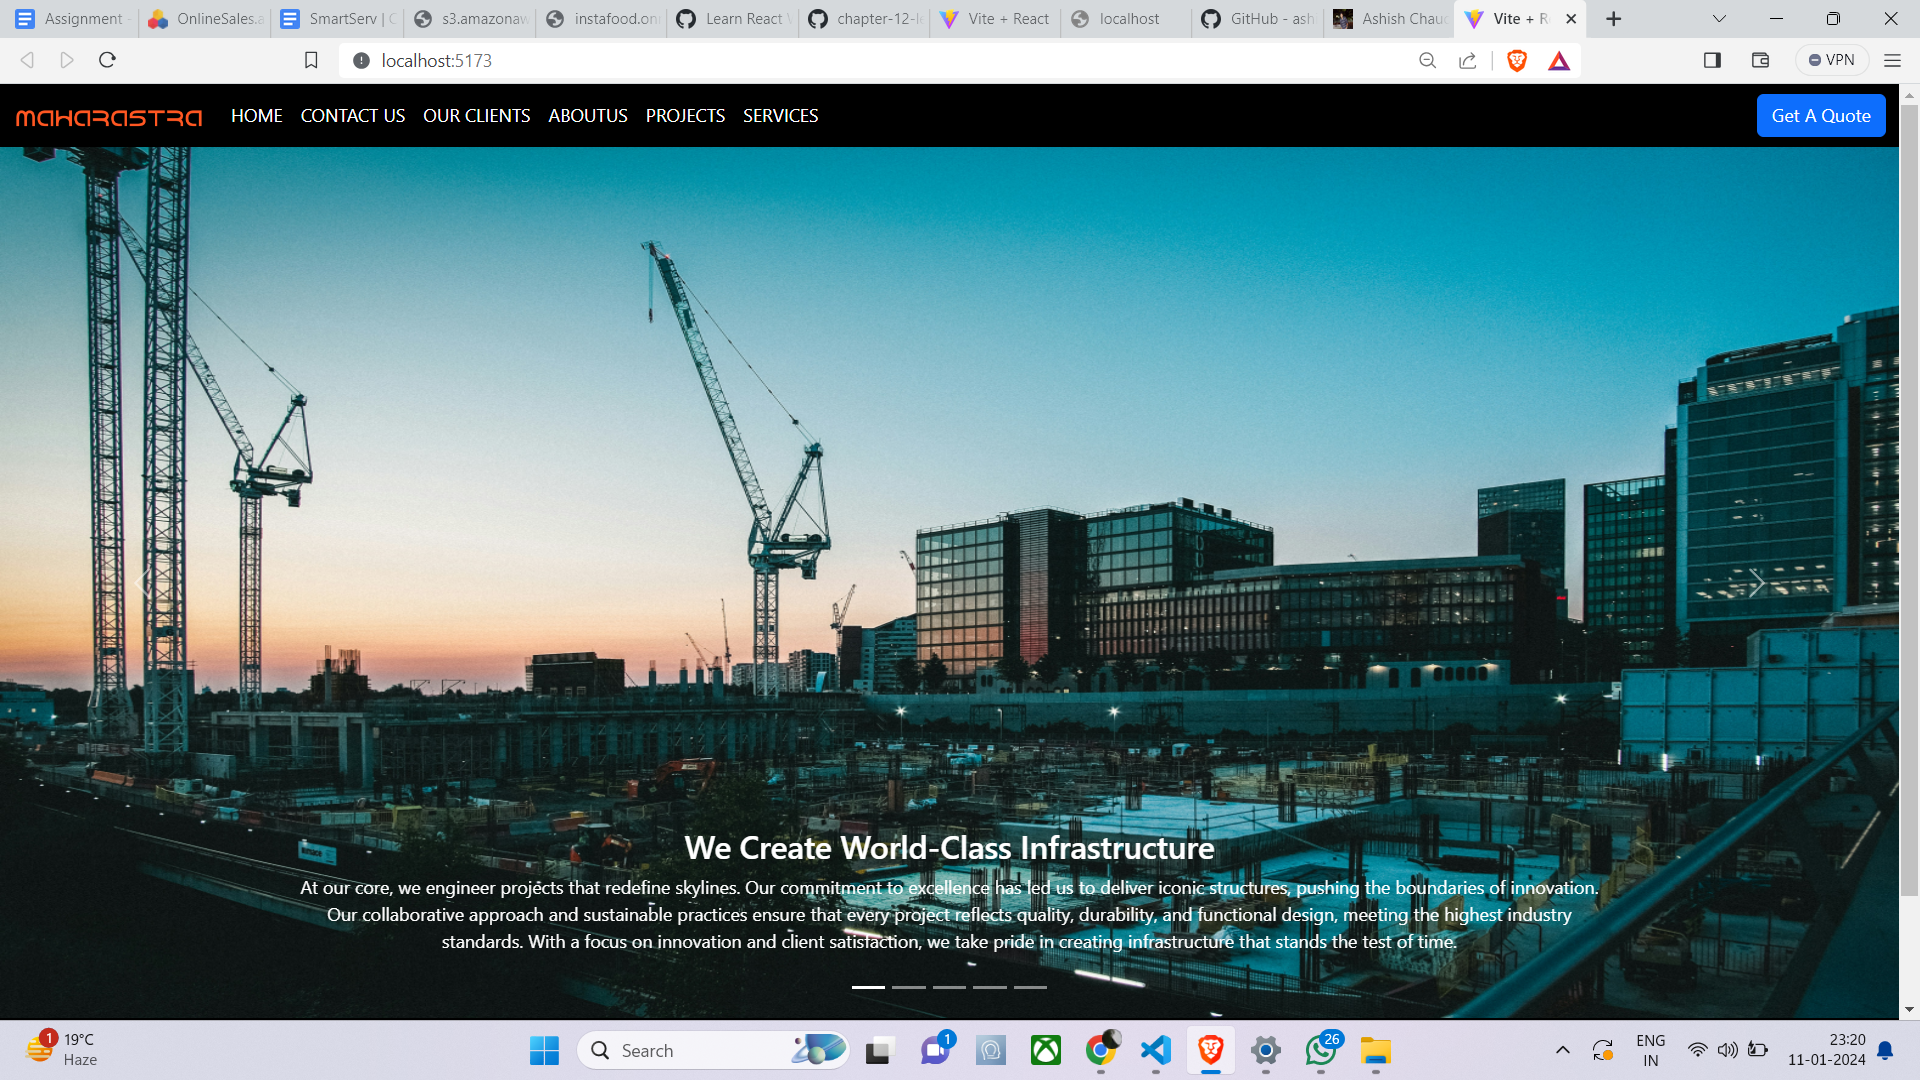 Assignment
OnlineSales.a
SmartServ | C
s3.amazonaw
instafood.on
Learn React
chapter-12-le
Vite + React
localhost
GitHub - ash
Ashish Chau
Vite + R
localhost:5173
VPN
MAHARASTRA
HOME CONTACT US OUR CLIENTS ABOUTUS PROJECTS SERVICES
Get A Quote
We Create World-Class Infrastructure
At our core, we engineer projects that redefine skylines. Our commitment to excellence has led us to deliver iconic structures, pushing the boundaries of innovation.
Our collaborative approach and sustainable practices ensure that every project reflects quality, durability, and functional design, meeting the highest industry
standards. With a focus on innovation and client satisfaction, we take pride in creating infrastructure that stands the test of time.
1
19°C
Haze
Search
1
26
ENG
IN
23:20
11-01-2024